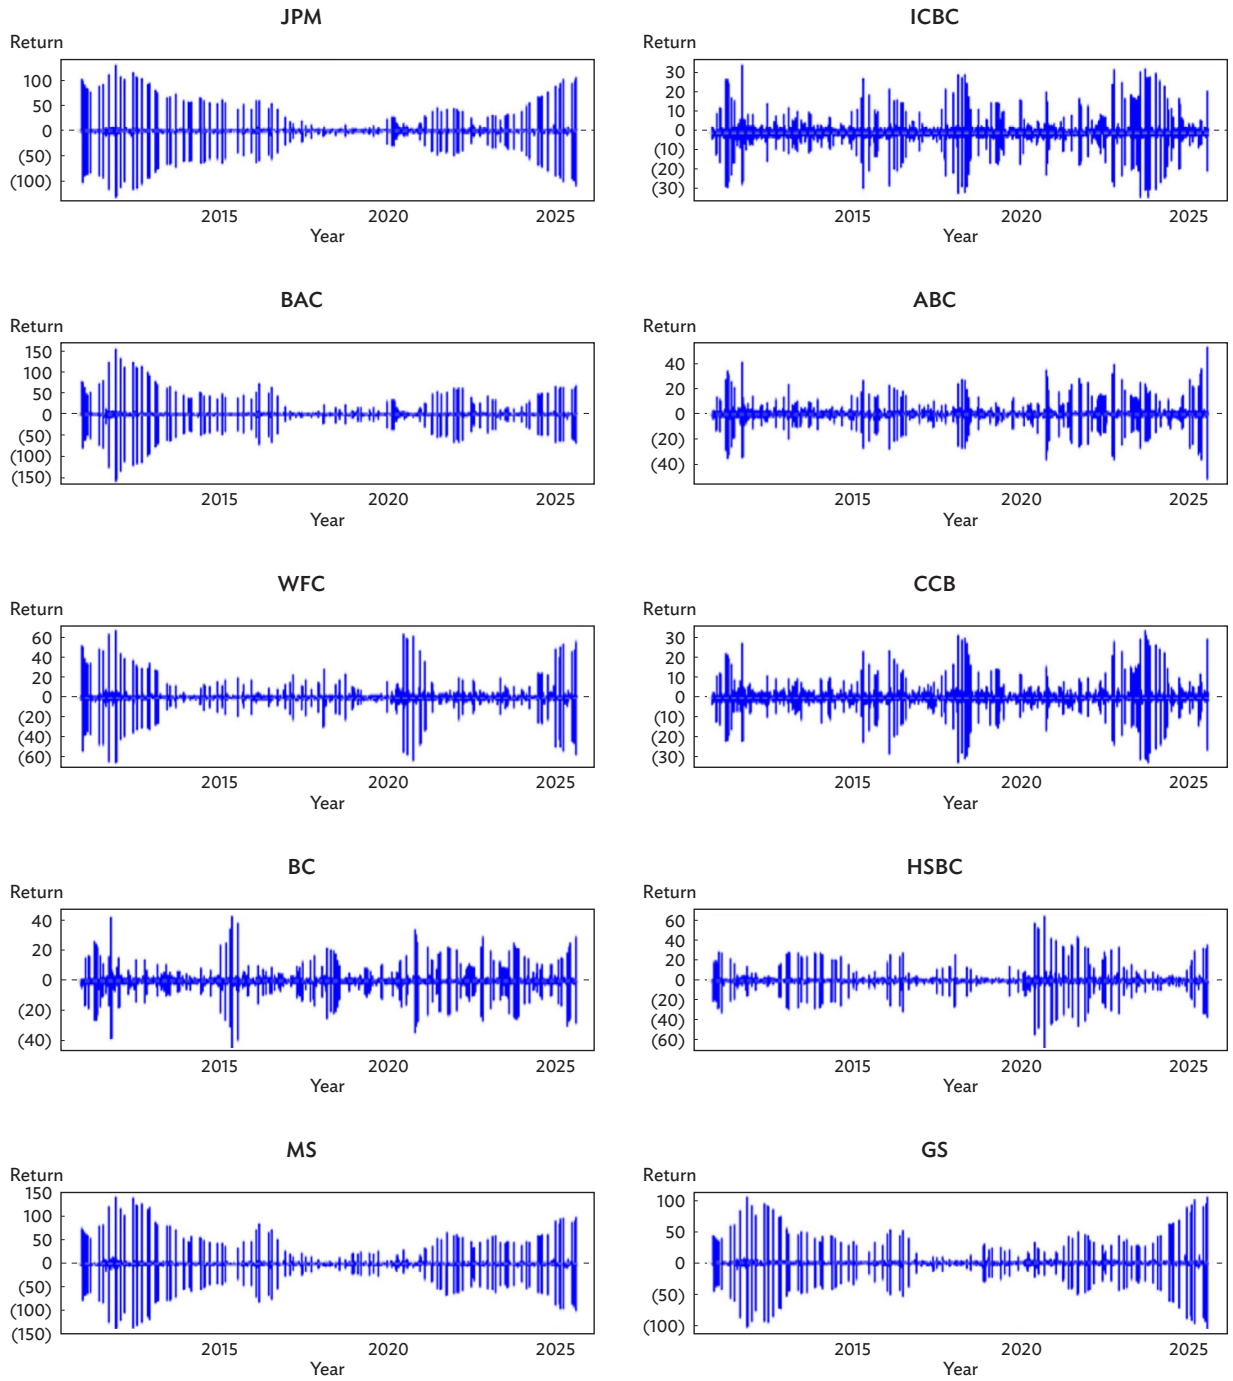 JPM
Return
100
50
0
(50)
(100)
2015 2020 2025
Year
ICBC
Return
30
20
10
0
(10)
(20)
(30)
2015 2020 2025
Year
BAC
Return
150
100
50
0
(50)
(100)
(150)
2015 2020 2025
Year
ABC
Return
40
20
0
(20)
(40)
2015 2020 2025
Year
WFC
Return
60
40
20
0
(20)
(40)
(60)
2015 2020 2025
Year
CCB
Return
30
20
10
0
(10)
(20)
(30)
2015 2020 2025
Year
BC
Return
40
20
0
(20)
(40)
2015 2020 2025
Year
HSBC
Return
60
40
20
0
(20)
(40)
(60)
2015 2020 2025
Year
MS
Return
150
100
50
0
(50)
(100)
(150)
2015 2020 2025
Year
GS
Return
100
50
0
(50)
(100)
2015 2020 2025
Year